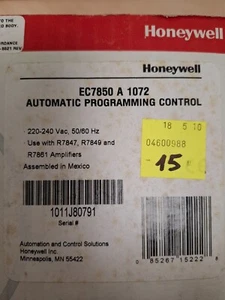 Honeywell
Honeywell
EC7850 A 1072
AUTOMATIC PROGRAMMING CONTROL
220-240 Vac, 50/60 Hz
Use with R7847, R7849 and
R7861 Amplifiers
Assembled in Mexico
18 5 10
04600988
15
1011J80791
Serial #
Automation and Control Solutions
Honeywell Inc.
Minneapolis, MN 55422
85267 15222